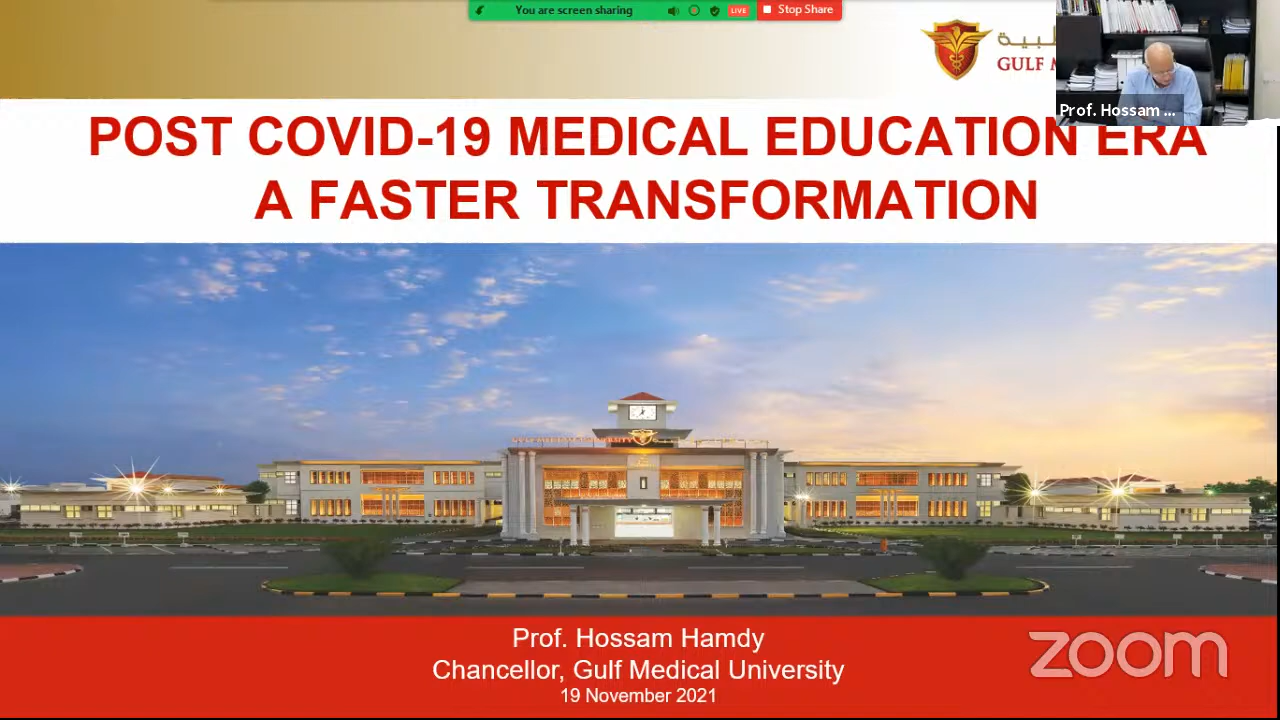 You are screen sharing
LIVE
Stop Share
طبية
GULF
Prof. Hossam ...
POST COVID-19 MEDICAL EDUCATION ERA
A FASTER TRANSFORMATION
Prof. Hossam Hamdy
Chancellor, Gulf Medical University
19 November 2021
zoom